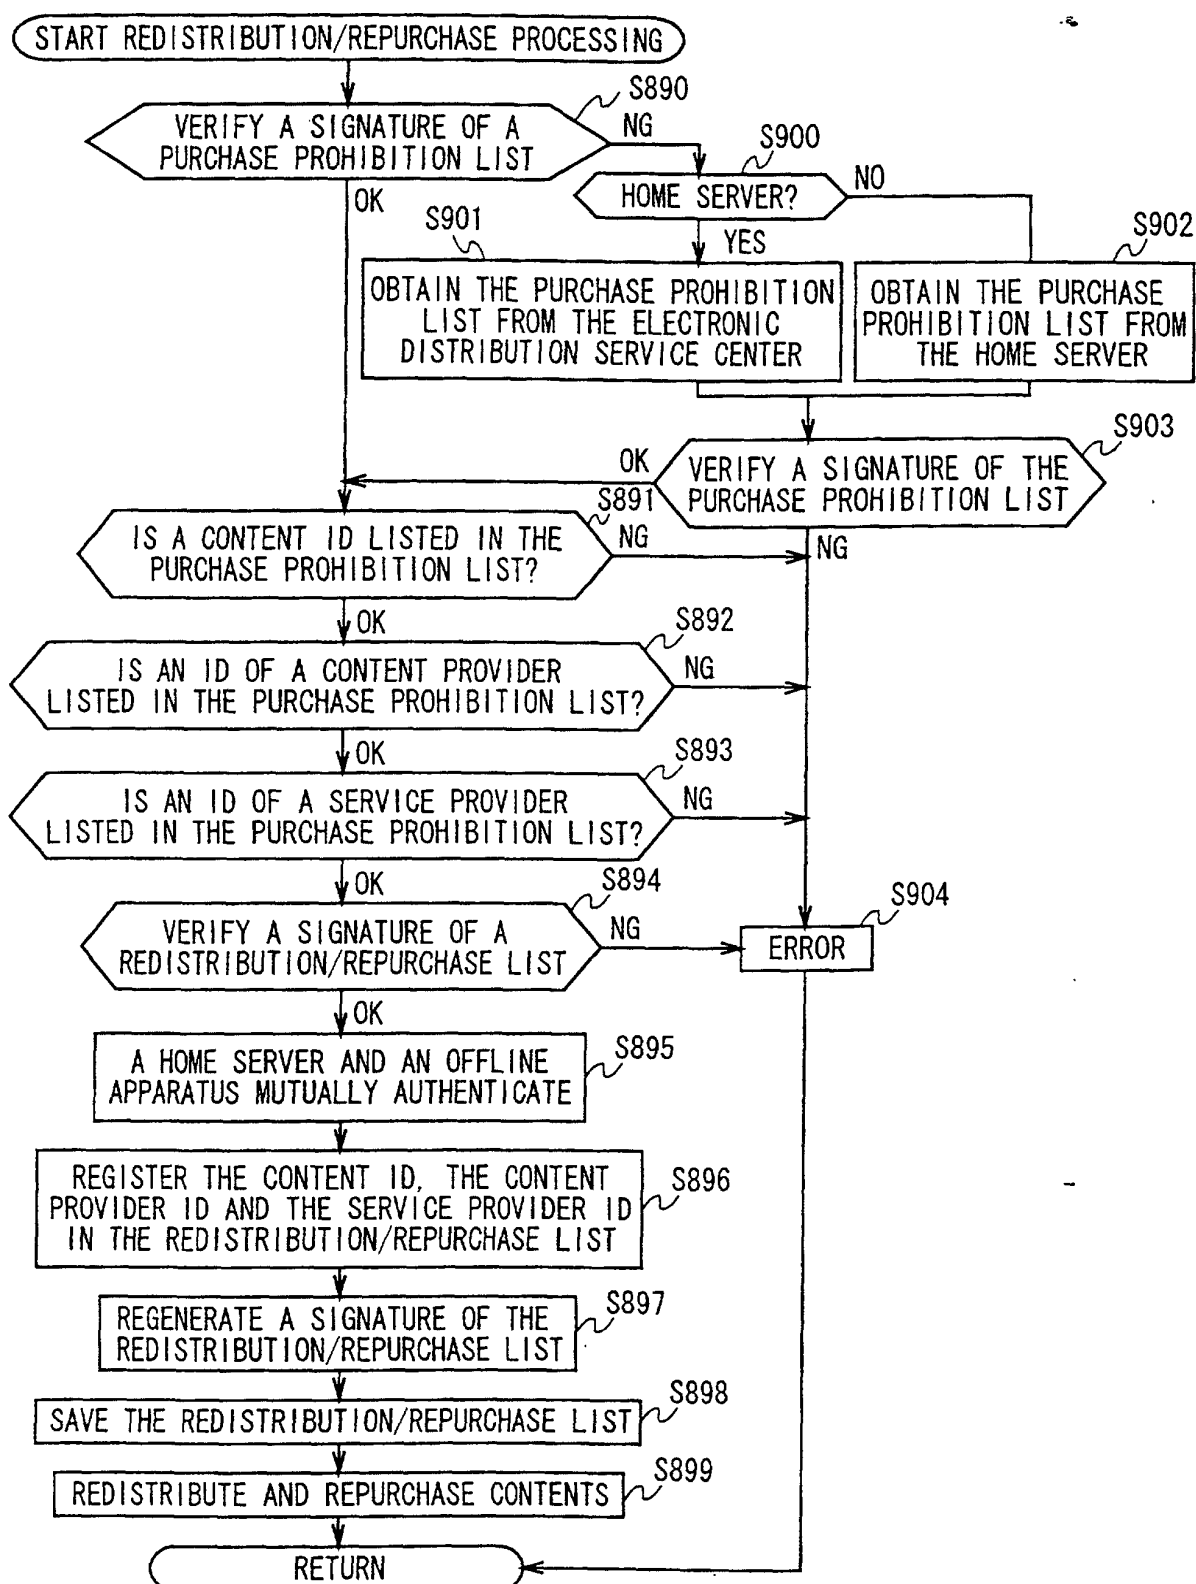 START REDISTRIBUTION/REPURCHASE PROCESSING
S890
VERIFY A SIGNATURE OF A
PURCHASE PROHIBITION LIST
NG
OK
S900
HOME SERVER?
NO
YES
S901
OBTAIN THE PURCHASE PROHIBITION
LIST FROM THE ELECTRONIC
DISTRIBUTION SERVICE CENTER
S902
OBTAIN THE PURCHASE
PROHIBITION LIST FROM
THE HOME SERVER
S903
OK
VERIFY A SIGNATURE OF THE
PURCHASE PROHIBITION LIST
NG
S891
IS A CONTENT ID LISTED IN THE
PURCHASE PROHIBITION LIST?
NG
OK
S892
IS AN ID OF A CONTENT PROVIDER
LISTED IN THE PURCHASE PROHIBITION LIST?
NG
OK
S893
IS AN ID OF A SERVICE PROVIDER
LISTED IN THE PURCHASE PROHIBITION LIST?
NG
OK
S894
VERIFY A SIGNATURE OF A
REDISTRIBUTION/REPURCHASE LIST
NG
OK
S904
ERROR
S895
A HOME SERVER AND AN OFFLINE
APPARATUS MUTUALLY AUTHENTICATE
S896
REGISTER THE CONTENT ID, THE CONTENT
PROVIDER ID AND THE SERVICE PROVIDER ID
IN THE REDISTRIBUTION/REPURCHASE LIST
S897
REGENERATE A SIGNATURE OF THE
REDISTRIBUTION/REPURCHASE LIST
S898
SAVE THE REDISTRIBUTION/REPURCHASE LIST
S899
REDISTRIBUTE AND REPURCHASE CONTENTS
RETURN